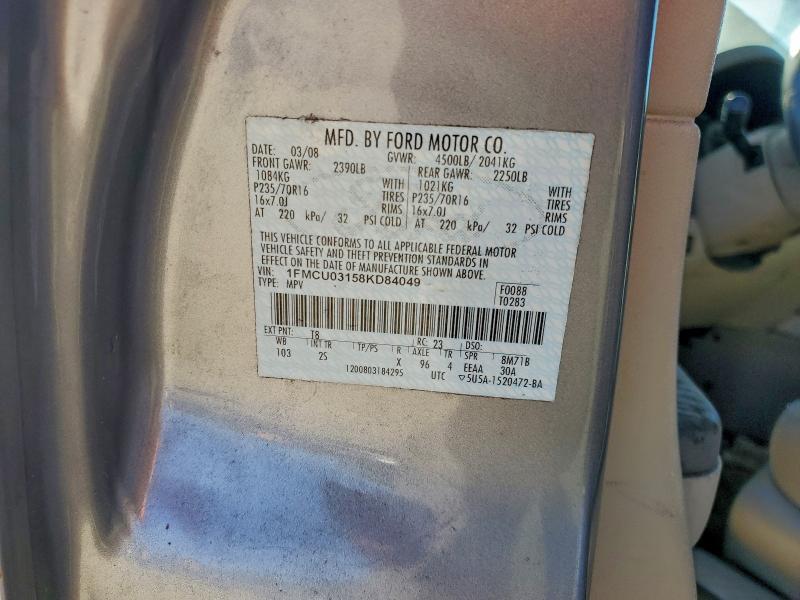 MFD. BY FORD MOTOR CO.
DATE: 03/08 GVWR: 4500LB/ 2041KG
FRONT GAWR: 2390LB REAR GAWR: 2250LB
1084KG WITH 1021KG WITH
P235/70R16 TIRES P235/70R16 TIRES
16x7.0J RIMS 16x7.0J RIMS
AT 220 kPa/ 32 PSI COLD AT 220 kPa/ 32 PSI COLD
THIS VEHICLE CONFORMS TO ALL APPLICABLE FEDERAL MOTOR
VEHICLE SAFETY AND THEFT PREVENTION STANDARDS IN
EFFECT ON THE DATE OF MANUFACTURE SHOWN ABOVE.
VIN: 1FMCU03158KD84049 F0088
TYPE: MPV T0283
EXT PNT: T8 RC: 23 DSO:
WB INT TR TP/PS R AXLE TR SPR 8M71B
103 2S X 96 4 EEAA 30A
1200803184295 UTC ▽5U5A-1520472-BA